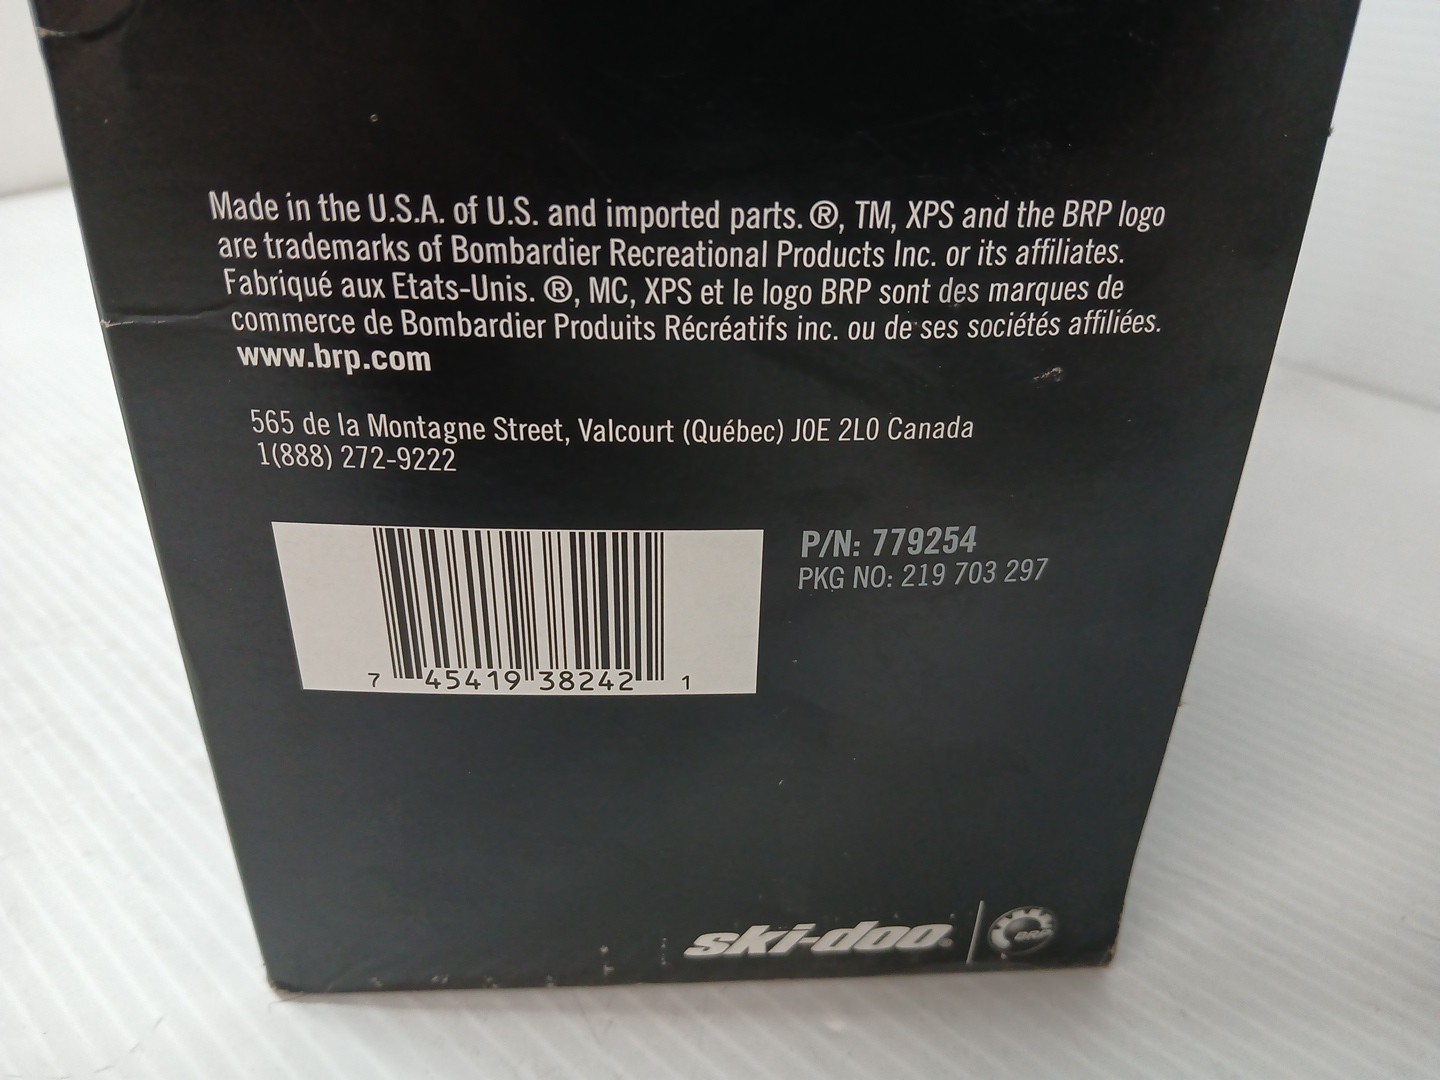 Made in the U.S.A. of U.S. and imported parts. ®, TM, XPS and the BRP logo
are trademarks of Bombardier Recreational Products Inc. or its affiliates.
Fabriqué aux Etats-Unis. ®, MC, XPS et le logo BRP sont des marques de
commerce de Bombardier Produits Récréatifs inc. ou de ses sociétés affiliées.
www.brp.com
565 de la Montagne Street, Valcourt (Québec) J0E 2L0 Canada
1(888) 272-9222
P/N: 779254
PKG NO: 219 703 297
7 45419 38242 1
ski-doo® | BRP